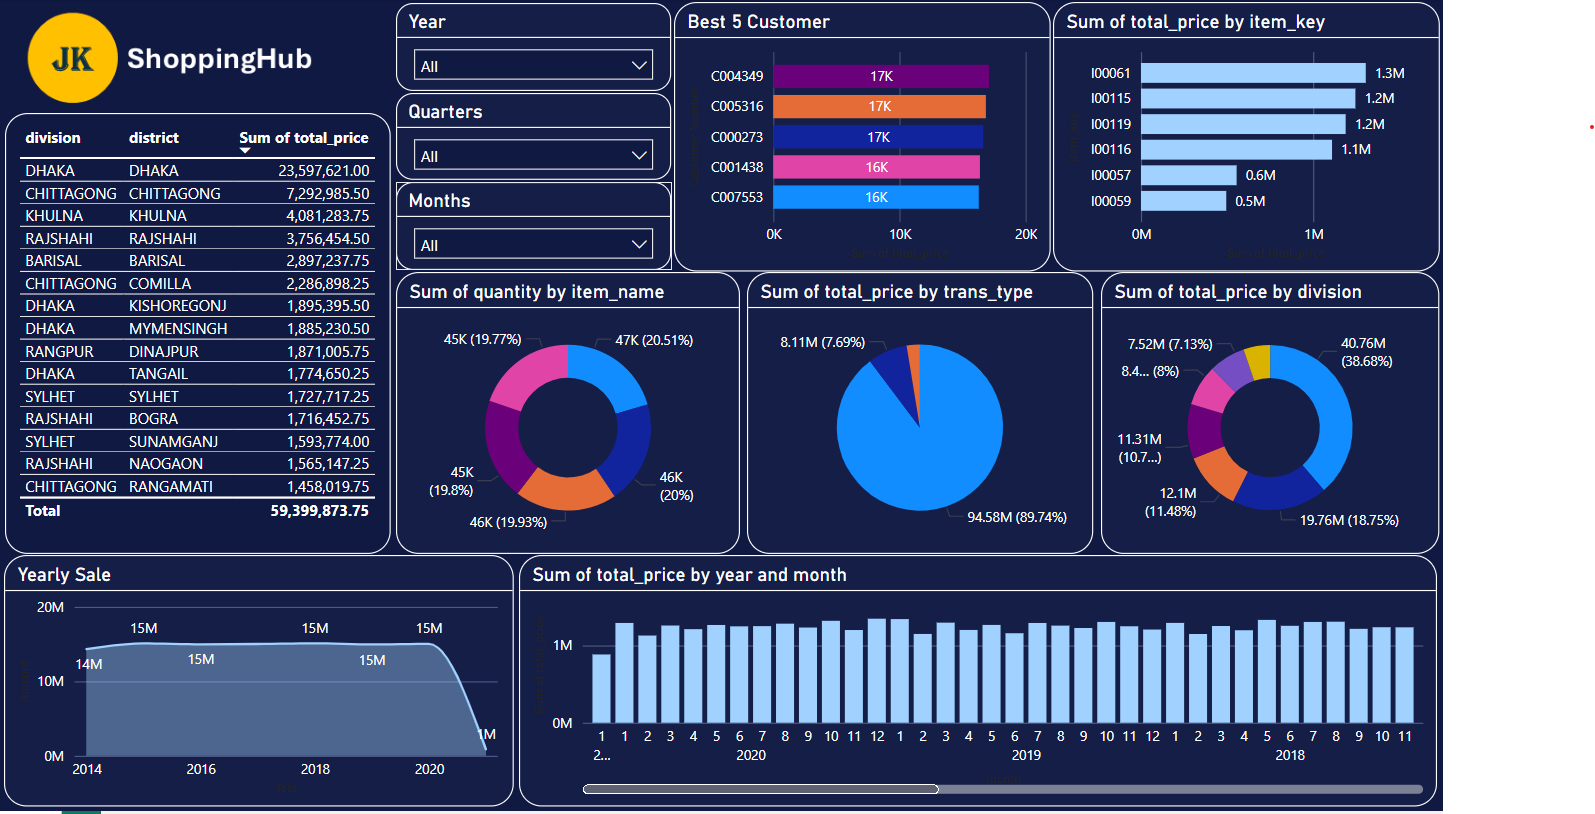 JK
ShoppingHub
division district Sum of total_price
DHAKA DHAKA 23,597,621.00
CHITTAGONG CHITTAGONG 7,292,985.50
KHULNA KHULNA 4,081,283.75
RAJSHAHI RAJSHAHI 3,756,454.50
BARISAL BARISAL 2,897,237.75
CHITTAGONG COMILLA 2,286,898.25
DHAKA KISHOREGONJ 1,895,395.50
DHAKA MYMENSINGH 1,885,230.50
RANGPUR DINAJPUR 1,871,005.75
DHAKA TANGAIL 1,774,650.25
SYLHET SYLHET 1,727,717.25
RAJSHAHI BOGRA 1,716,452.75
SYLHET SUNAMGANJ 1,593,774.00
RAJSHAHI NAOGAON 1,565,147.25
CHITTAGONG RANGAMATI 1,458,019.75
Total 59,399,873.75
Year
All
Quarters
All
Months
All
Best 5 Customer
C004349 17K
C005316 17K
C000273 17K
C001438 16K
C007553 16K
0K 10K 20K
Sum of total_price by item_key
I00061 1.3M
I00115 1.2M
I00119 1.2M
I00116 1.1M
I00057 0.6M
I00059 0.5M
0M 1M
Sum of quantity by item_name
45K (19.77%) 47K (20.51%)
45K
(19.8%)
46K
(20%)
46K (19.93%)
Sum of total_price by trans_type
8.11M (7.69%)
94.58M (89.74%)
Sum of total_price by division
7.52M (7.13%)
40.76M
(38.68%)
8.4... (8%)
11.31M
(10.7...)
12.1M
(11.48%)
19.76M (18.75%)
Yearly Sale
20M
10M
0M
14M 15M 15M 15M 15M 15M 1M
2014 2016 2018 2020
Sum of total_price by year and month
1M
0M
1 1 2 3 4 5 6 7 8 9 10 11 12 1 2 3 4 5 6 7 8 9 10 11 12 1 2 3 4 5 6 7 8 9 10 11
2... 2020 2019 2018